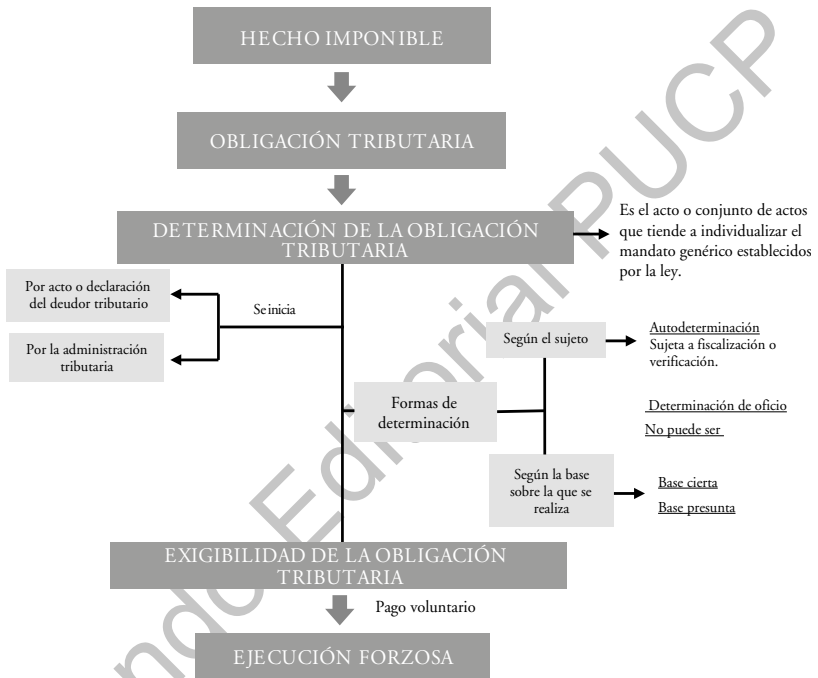 HECHO IMPONIBLE
OBLIGACIÓN TRIBUTARIA
DETERMINACIÓN DE LA OBLIGACIÓN
TRIBUTARIA
Es el acto o conjunto de actos
que tiende a individualizar el
mandato genérico establecidos
por la ley.
Por acto o declaración
del deudor tributario
Se inicia
Por la administración
tributaria
Según el sujeto
Autodeterminación
Sujeta a fiscalización o
verificación.
Formas de
determinación
Determinación de oficio
No puede ser
Según la base
sobre la que se
realiza
Base cierta
Base presunta
EXIGIBILIDAD DE LA OBLIGACIÓN
TRIBUTARIA
Pago voluntario
EJECUCIÓN FORZOSA
ndo Editorial PUCP